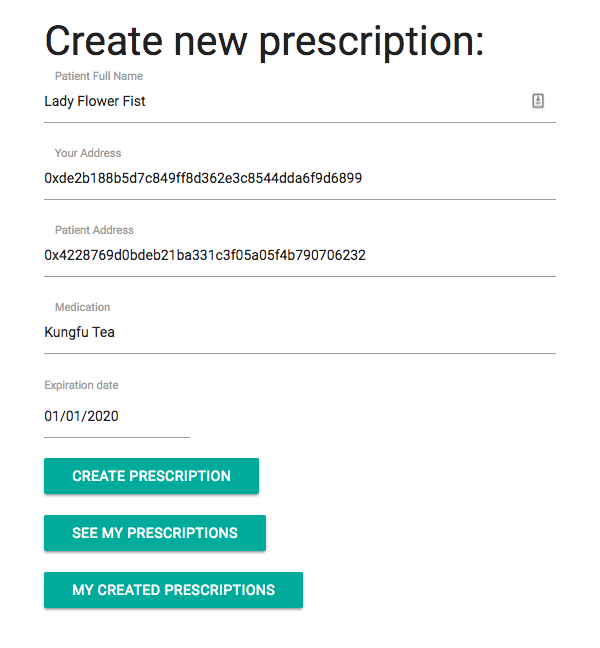 Create new prescription:
Patient Full Name
Lady Flower Fist
Your Address
0xde2b188b5d7c849ff8d362e3c8544dda6f9d6899
Patient Address
0x4228769d0bdeb21ba331c3f05a05f4b790706232
Medication
Kungfu Tea
Expiration date
01/01/2020
CREATE PRESCRIPTION
SEE MY PRESCRIPTIONS
MY CREATED PRESCRIPTIONS